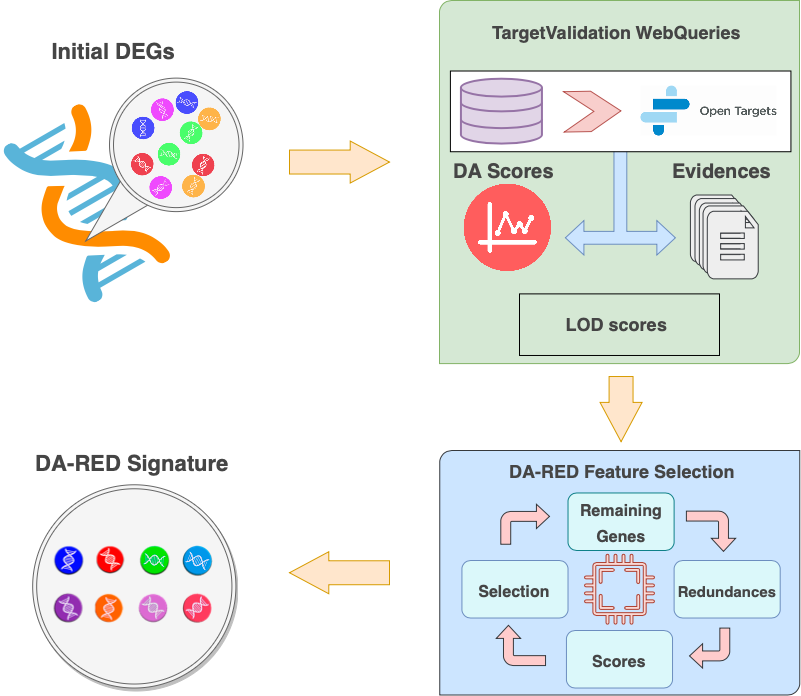 Initial DEGs
TargetValidation WebQueries
Open Targets
DA Scores
Evidences
LOD scores
DA-RED Feature Selection
Remaining
Genes
Selection
Redundances
Scores
DA-RED Signature